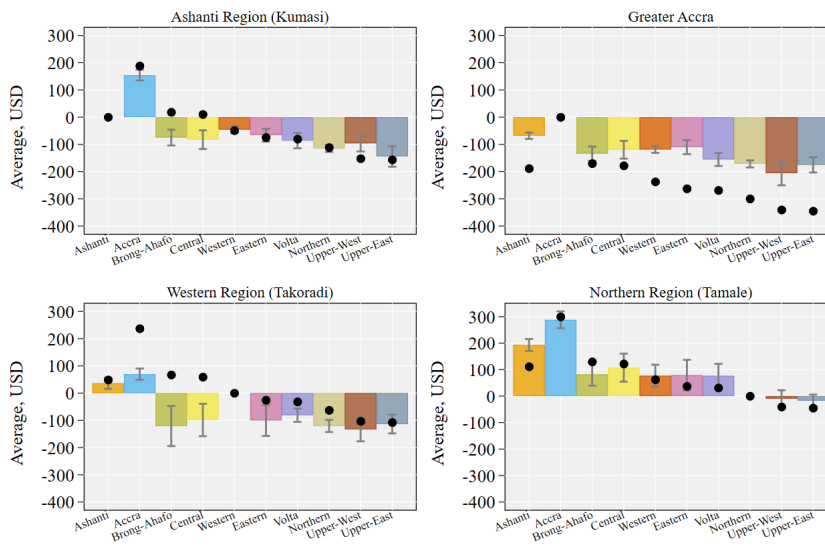 Ashanti Region (Kumasi)
Average, USD
300
200
100
0
-100
-200
-300
-400
Ashanti
Accra
Brong-Ahafo
Central
Western
Eastern
Volta
Northern
Upper-West
Upper-East
Greater Accra
Average, USD
300
200
100
0
-100
-200
-300
-400
Ashanti
Accra
Brong-Ahafo
Central
Western
Eastern
Volta
Northern
Upper-West
Upper-East
Western Region (Takoradi)
Average, USD
300
200
100
0
-100
-200
-300
-400
Ashanti
Accra
Brong-Ahafo
Central
Western
Eastern
Volta
Northern
Upper-West
Upper-East
Northern Region (Tamale)
Average, USD
300
200
100
0
-100
-200
-300
-400
Ashanti
Accra
Brong-Ahafo
Central
Western
Eastern
Volta
Northern
Upper-West
Upper-East